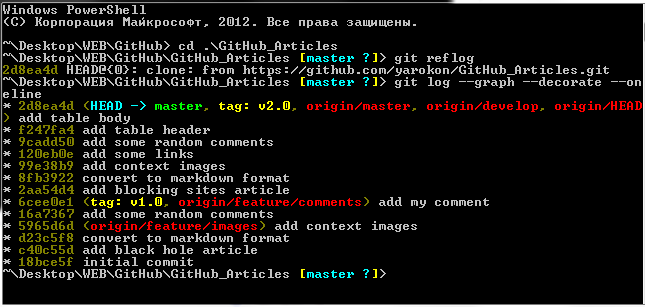 Windows PowerShell
(C) Корпорация Майкрософт, 2012. Все права защищены.
~\Desktop\WEB\GitHub> cd .\GitHub_Articles
~\Desktop\WEB\GitHub\GitHub_Articles [master ?]> git reflog
2d8ea4d HEAD@{0}: clone: from https://github.com/yarokon/GitHub_Articles.git
~\Desktop\WEB\GitHub\GitHub_Articles [master ?]> git log --graph --decorate --on
eline
* 2d8ea4d (HEAD -> master, tag: v2.0, origin/master, origin/develop, origin/HEAD
) add table body
* f247fa4 add table header
* 9cadd50 add some random comments
* 120eb0e add some links
* 99e38b9 add context images
* 8fb3922 convert to markdown format
* 2aa54d4 add blocking sites article
* 6cee0e1 (tag: v1.0, origin/feature/comments) add my comment
* 16a7367 add some random comments
* 5965d6d (origin/feature/images) add context images
* d23c5f8 convert to markdown format
* c40c55d add black hole article
* 18bce5f initial commit
~\Desktop\WEB\GitHub\GitHub_Articles [master ?]>